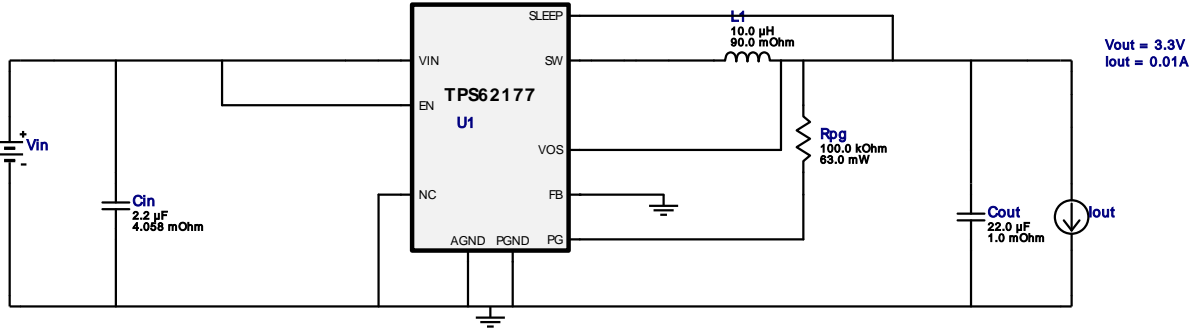 SLEEP
L1
10.0 µH
90.0 mOhm
Vout = 3.3V
Iout = 0.01A
VIN
SW
TPS62177
EN
U1
Rpg
100.0 kOhm
63.0 mW
+
Vin
-
VOS
NC
FB
Cin
2.2 µF
4.058 mOhm
Cout
22.0 µF
1.0 mOhm
Iout
AGND
PGND
PG